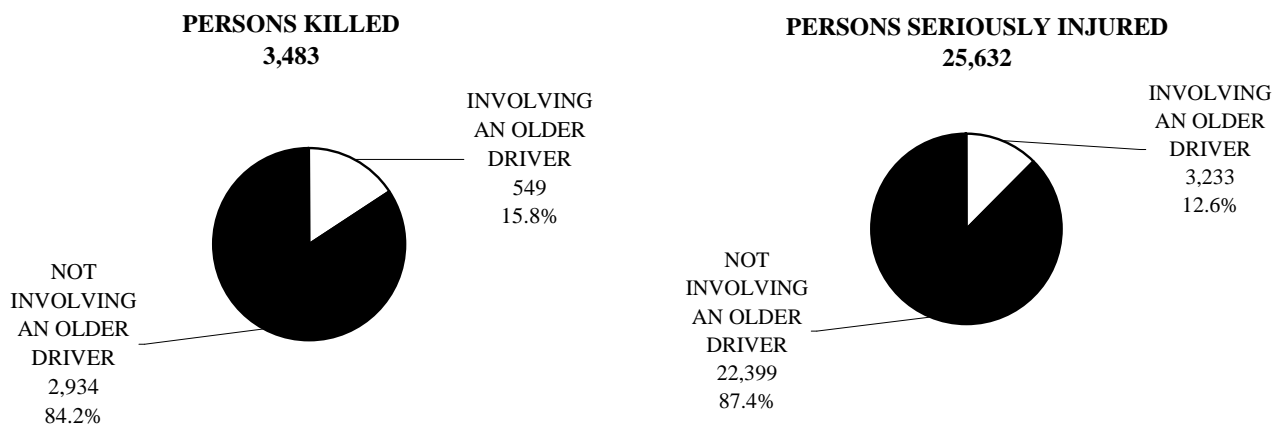 PERSONS KILLED
3,483
INVOLVING
AN OLDER
DRIVER
549
15.8%
NOT
INVOLVING
AN OLDER
DRIVER
2,934
84.2%
PERSONS SERIOUSLY INJURED
25,632
INVOLVING
AN OLDER
DRIVER
3,233
12.6%
NOT
INVOLVING
AN OLDER
DRIVER
22,399
87.4%